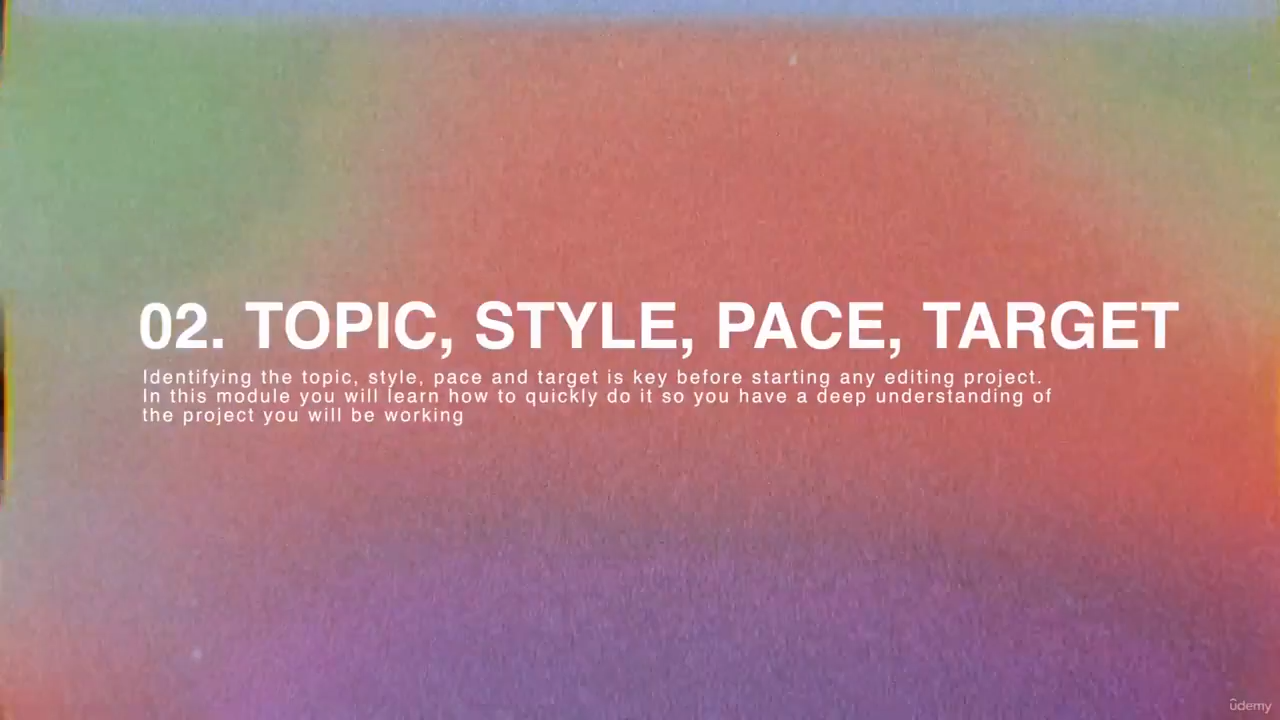 02. TOPIC, STYLE, PACE, TARGET
Identifying the topic, style, pace and target is key before starting any editing project.
In this module you will learn how to quickly do it so you have a deep understanding of
the project you will be working
ûdemy